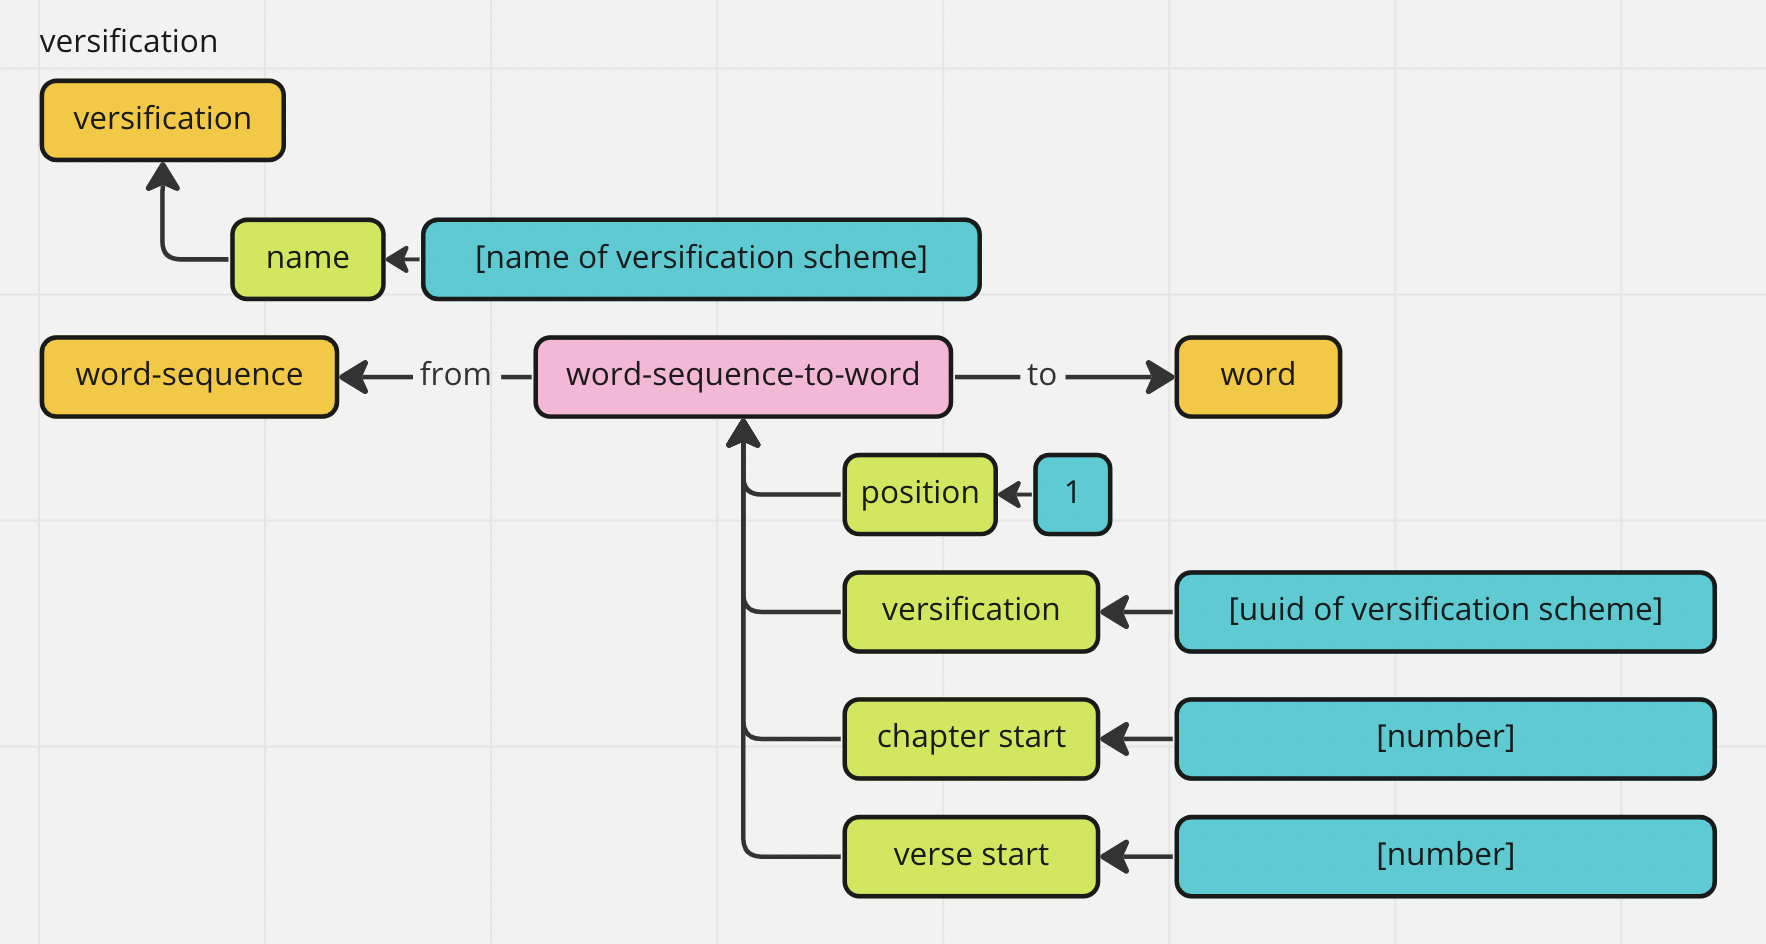 versification
versification
name
[name of versification scheme]
word-sequence
from
word-sequence-to-word
to
word
position
1
versification
[uuid of versification scheme]
chapter start
[number]
verse start
[number]